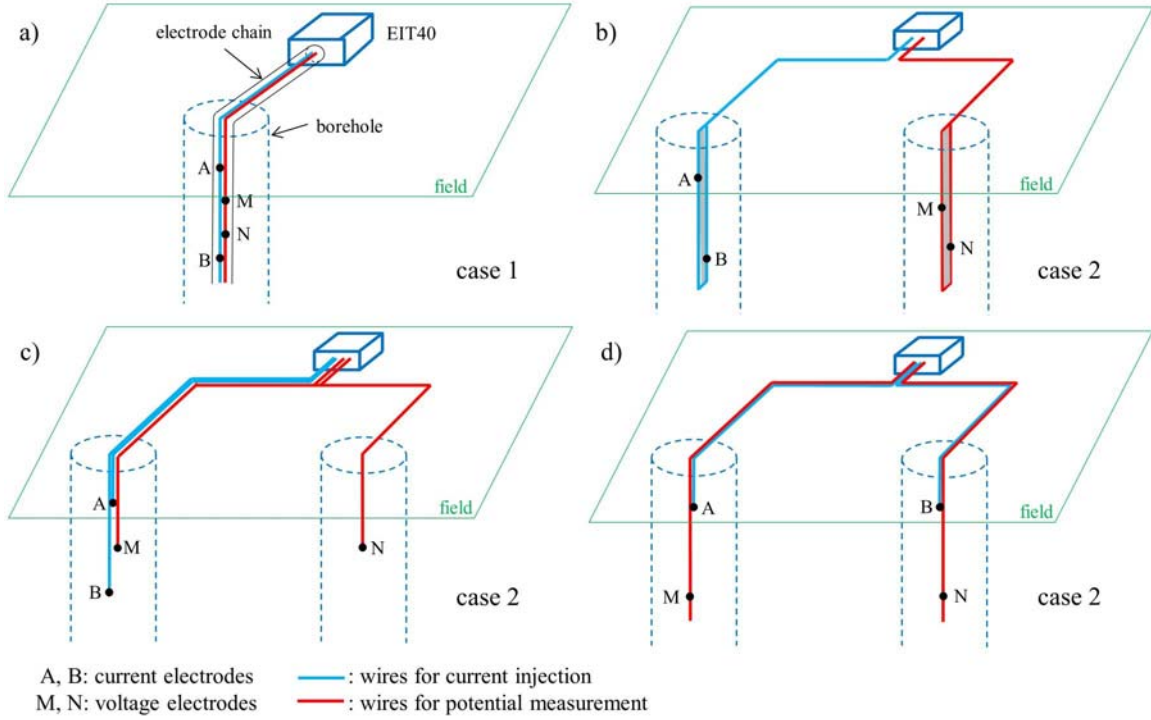 a)
electrode chain
EIT40
borehole
A
M
N
B
field
case 1
b)
A
B
M
N
field
case 2
c)
A
M
B
N
field
case 2
d)
A
M
B
N
field
case 2
A, B: current electrodes
: wires for current injection
M, N: voltage electrodes
: wires for potential measurement